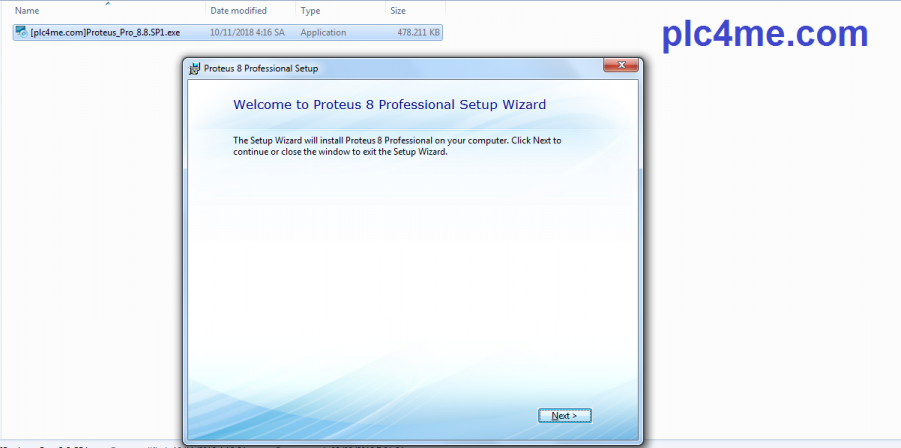 Name Date modified Type Size
[plc4me.com]Proteus_Pro_8.8.SP1.exe 10/11/2018 4:16 SA Application 478.211 KB
plc4me.com
Proteus 8 Professional Setup
Welcome to Proteus 8 Professional Setup Wizard
The Setup Wizard will install Proteus 8 Professional on your computer. Click Next to
continue or close the window to exit the Setup Wizard.
Next >